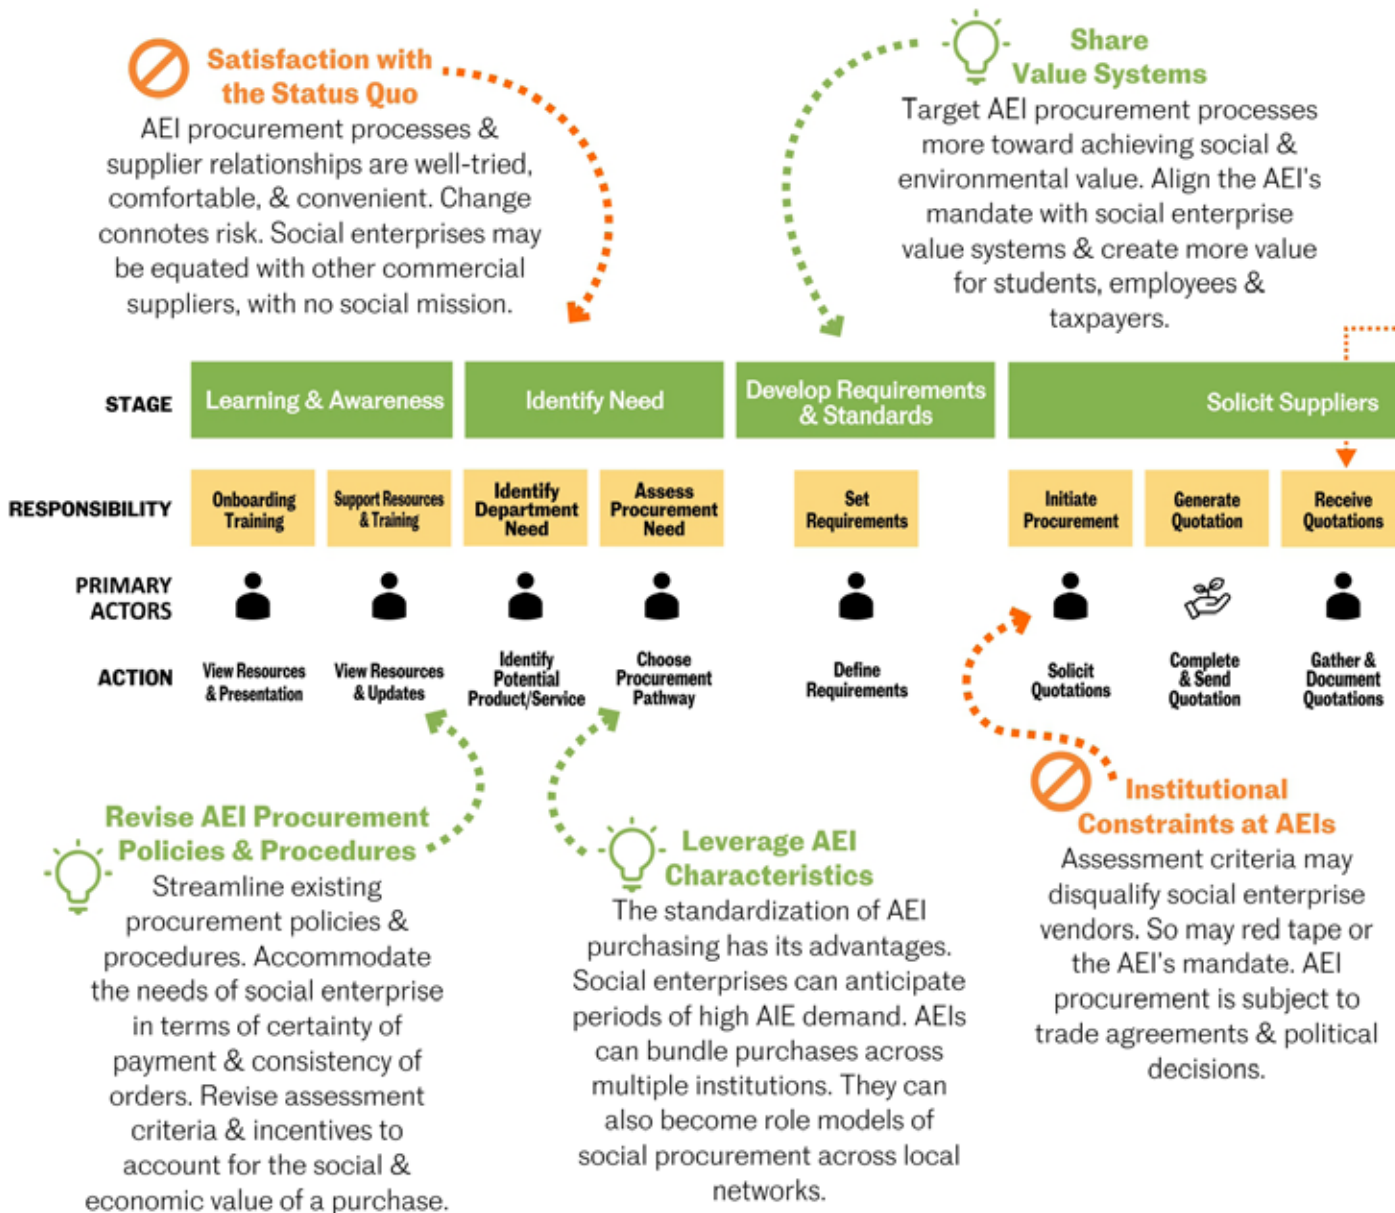 Satisfaction with
the Status Quo
AEI procurement processes &
supplier relationships are well-tried,
comfortable, & convenient. Change
connotes risk. Social enterprises may
be equated with other commercial
suppliers, with no social mission.
Share
Value Systems
Target AEI procurement processes
more toward achieving social &
environmental value. Align the AEI's
mandate with social enterprise
value systems & create more value
for students, employees &
taxpayers.
STAGE
Learning & Awareness
Identify Need
Develop Requirements
& Standards
Solicit Suppliers
RESPONSIBILITY
Onboarding
Training
Support Resources
& Training
Identify
Department
Need
Assess
Procurement
Need
Set
Requirements
Initiate
Procurement
Generate
Quotation
Receive
Quotations
PRIMARY
ACTORS
ACTION
View Resources
& Presentation
View Resources
& Updates
Identify
Potential
Product/Service
Choose
Procurement
Pathway
Define
Requirements
Solicit
Quotations
Complete
& Send
Quotation
Gather &
Document
Quotations
Revise AEI Procurement
Policies & Procedures
Streamline existing
procurement policies &
procedures. Accommodate
the needs of social enterprise
in terms of certainty of
payment & consistency of
orders. Revise assessment
criteria & incentives to
account for the social &
economic value of a purchase.
Leverage AEI
Characteristics
The standardization of AEI
purchasing has its advantages.
Social enterprises can anticipate
periods of high AIE demand. AEIs
can bundle purchases across
multiple institutions. They can
also become role models of
social procurement across local
networks.
Institutional
Constraints at AEIs
Assessment criteria may
disqualify social enterprise
vendors. So may red tape or
the AEI's mandate. AEI
procurement is subject to
trade agreements & political
decisions.